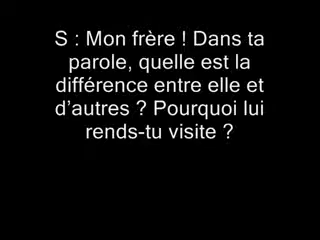 S : Mon frère ! Dans ta
parole, quelle est la
différence entre elle et
d’autres ? Pourquoi lui
rends-tu visite ?